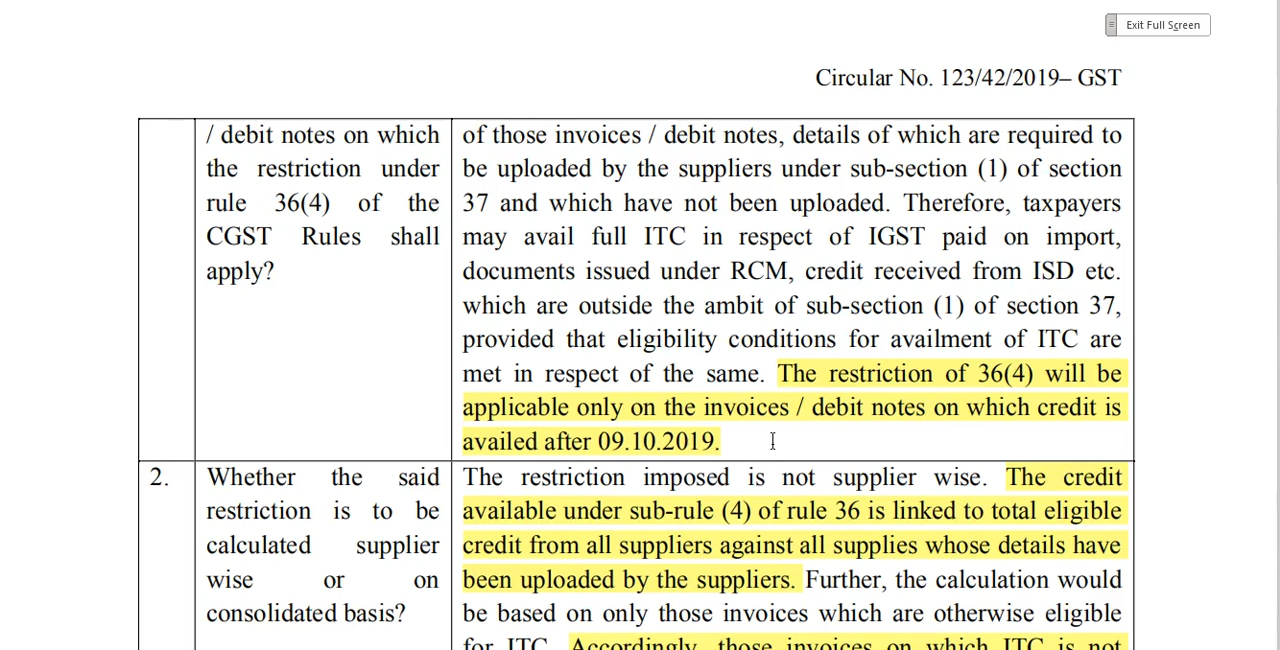 Exit Full Screen
Circular No. 123/42/2019– GST
/ debit notes on which
the restriction under
rule 36(4) of the
CGST Rules shall
apply?
of those invoices / debit notes, details of which are required to
be uploaded by the suppliers under sub-section (1) of section
37 and which have not been uploaded. Therefore, taxpayers
may avail full ITC in respect of IGST paid on import,
documents issued under RCM, credit received from ISD etc.
which are outside the ambit of sub-section (1) of section 37,
provided that eligibility conditions for availment of ITC are
met in respect of the same. The restriction of 36(4) will be
applicable only on the invoices / debit notes on which credit is
availed after 09.10.2019.
2.
Whether the said
restriction is to be
calculated supplier
wise or on
consolidated basis?
The restriction imposed is not supplier wise. The credit
available under sub-rule (4) of rule 36 is linked to total eligible
credit from all suppliers against all supplies whose details have
been uploaded by the suppliers. Further, the calculation would
be based on only those invoices which are otherwise eligible
for ITC. Accordingly, those invoices on which ITC is not